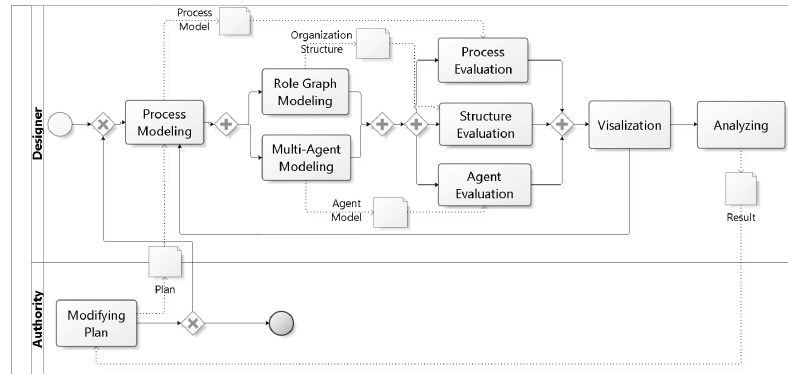 Process
Model
Organization
Structure
Process
Evaluation
Role Graph
Modeling
Designer
Process
Modeling
Structure
Evaluation
Visalization
Analyzing
Multi-Agent
Modeling
Agent
Evaluation
Agent
Model
Result
Plan
Authority
Modifying
Plan